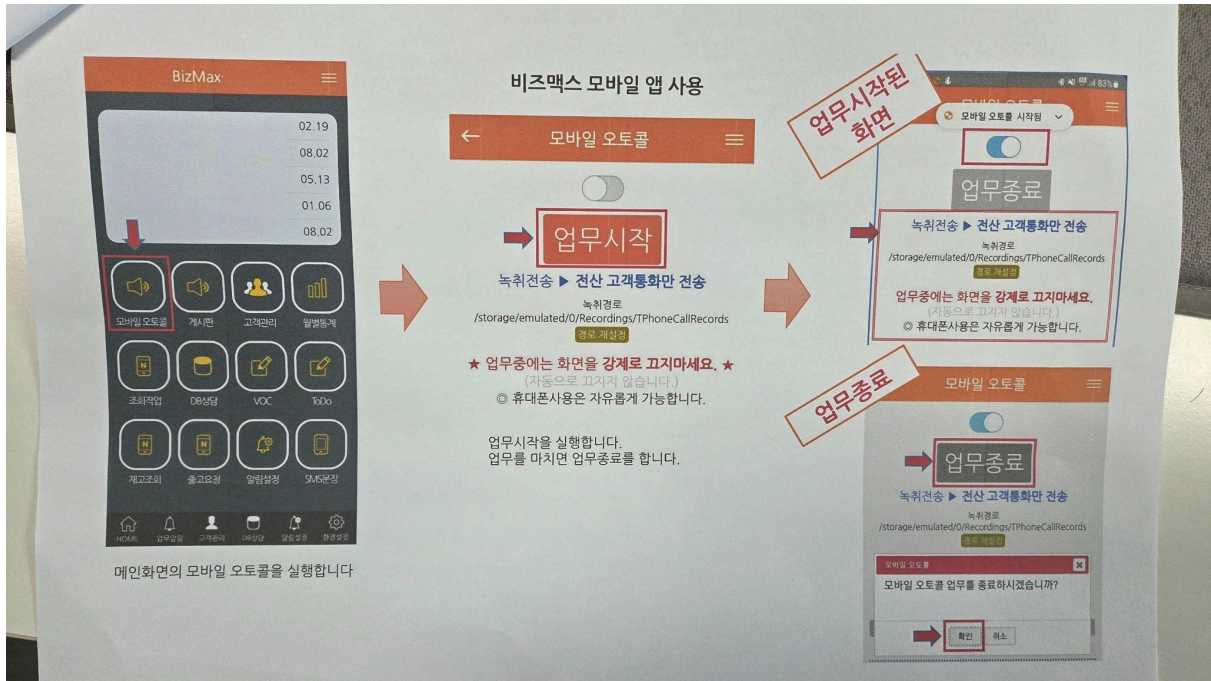 비즈맥스 모바일 앱 사용
BizMax
02.19
08.02
05.13
01.06
08.02
모바일 오토콜
게시판
고객관리
월별통계
조회작업
DB상담
VOC
ToDo
재고조회
출고요청
알림설정
SMS문장
HOME
업무알림
고객관리
DB상담
알림설정
환경설정
메인화면의 모바일 오토콜을 실행합니다
모바일 오토콜
업무시작
녹취전송 ▶ 전산 고객통화만 전송
녹취경로
/storage/emulated/0/Recordings/TPhoneCallRecords
경로 재설정
★ 업무중에는 화면을 강제로 끄지마세요. ★
(자동으로 꺼지지 않습니다.)
◎ 휴대폰사용은 자유롭게 가능합니다.
업무시작을 실행합니다.
업무를 마치면 업무종료를 합니다.
업무시작된
화면
83%
모바일 오토콜 시작됨
업무종료
녹취전송 ▶ 전산 고객통화만 전송
녹취경로
/storage/emulated/0/Recordings/TPhoneCallRecords
경로 재설정
업무중에는 화면을 강제로 끄지마세요.
(자동으로 꺼지지 않습니다.)
◎ 휴대폰사용은 자유롭게 가능합니다.
업무종료
모바일 오토콜
업무종료
녹취전송 ▶ 전산 고객통화만 전송
녹취경로
/storage/emulated/0/Recordings/TPhoneCallRecords
경로 재설정
모바일 오토콜
모바일 오토콜 업무를 종료하시겠습니까?
확인
취소